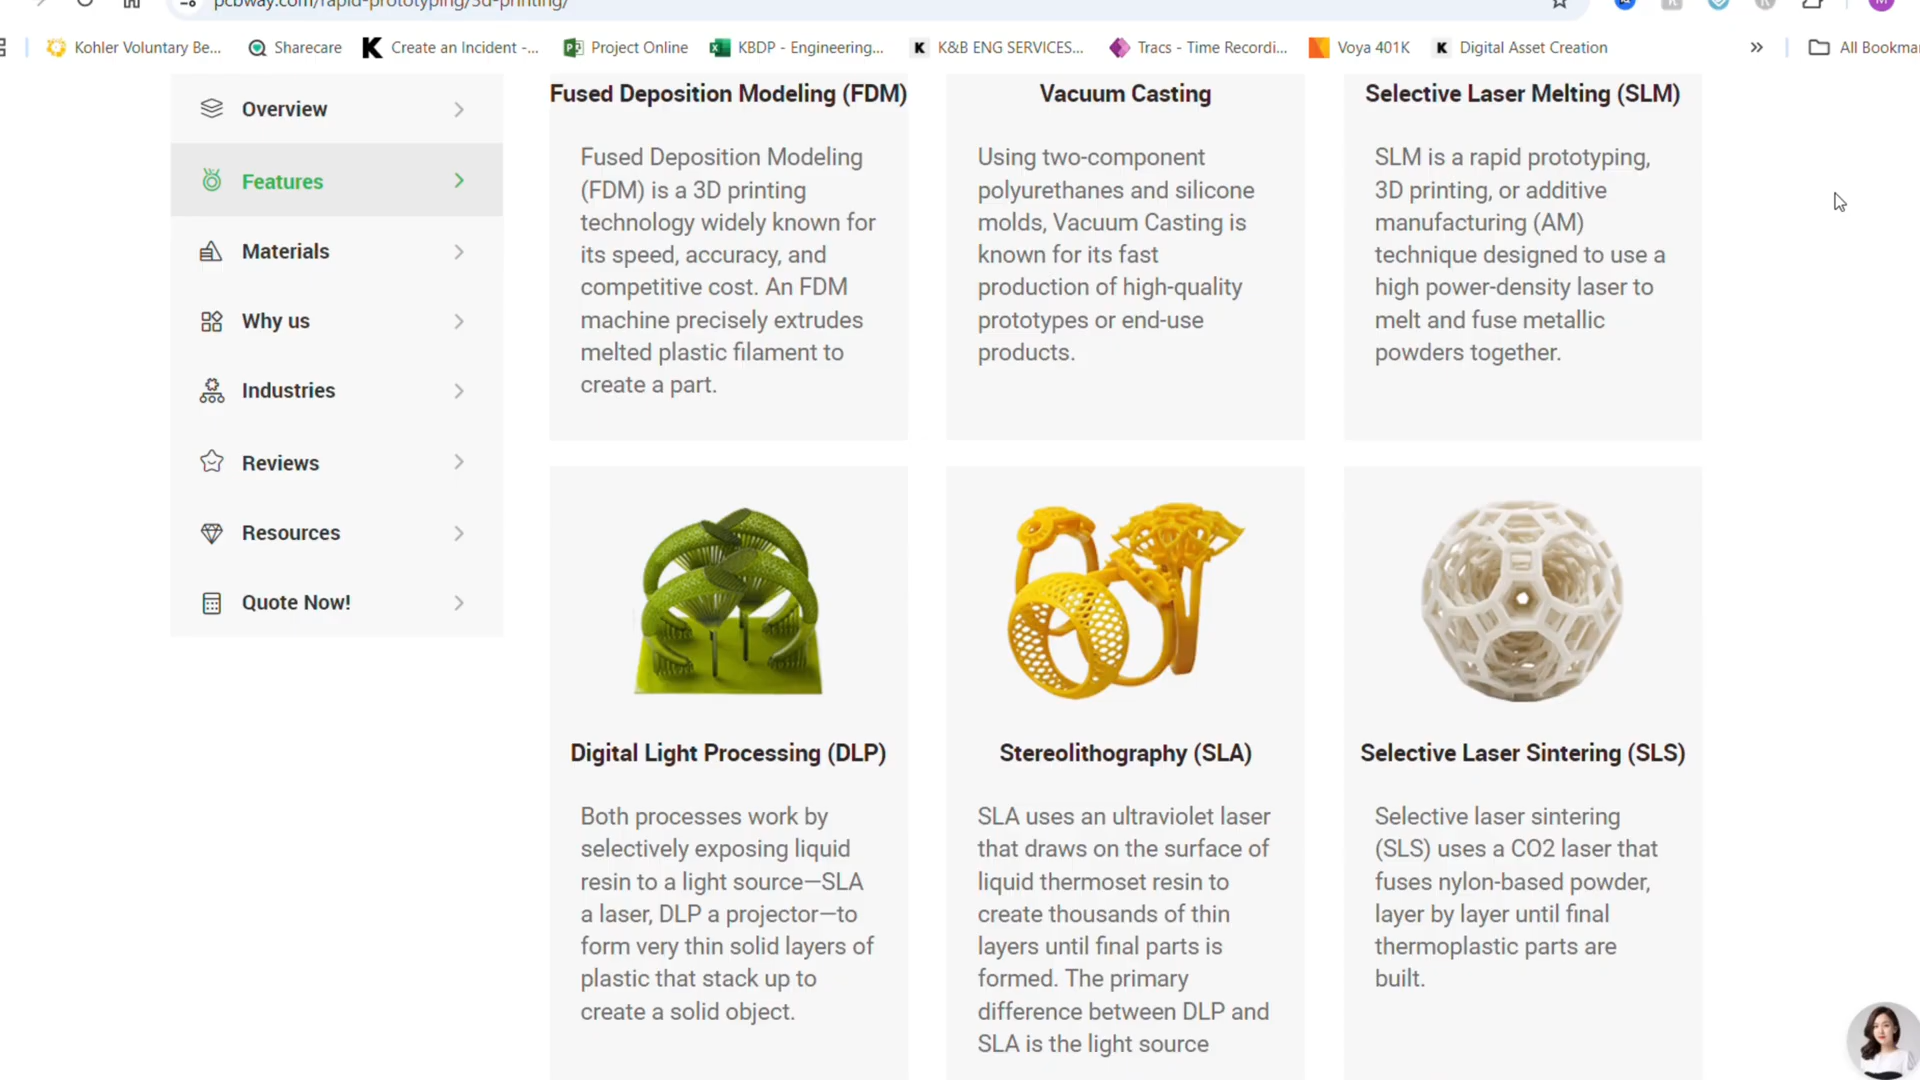 pcbway.com/rapid-prototyping/3d-printing/
Kohler Voluntary Be...
Sharecare
Create an Incident -...
Project Online
KBDP - Engineering...
K&B ENG SERVICES...
Tracs - Time Recordi...
Voya 401K
Digital Asset Creation
All Bookma
Overview
Features
Materials
Why us
Industries
Reviews
Resources
Quote Now!
Fused Deposition Modeling (FDM)
Fused Deposition Modeling
(FDM) is a 3D printing
technology widely known for
its speed, accuracy, and
competitive cost. An FDM
machine precisely extrudes
melted plastic filament to
create a part.
Vacuum Casting
Using two-component
polyurethanes and silicone
molds, Vacuum Casting is
known for its fast
production of high-quality
prototypes or end-use
products.
Selective Laser Melting (SLM)
SLM is a rapid prototyping,
3D printing, or additive
manufacturing (AM)
technique designed to use a
high power-density laser to
melt and fuse metallic
powders together.
Digital Light Processing (DLP)
Both processes work by
selectively exposing liquid
resin to a light source—SLA
a laser, DLP a projector—to
form very thin solid layers of
plastic that stack up to
create a solid object.
Stereolithography (SLA)
SLA uses an ultraviolet laser
that draws on the surface of
liquid thermoset resin to
create thousands of thin
layers until final parts is
formed. The primary
difference between DLP and
SLA is the light source
Selective Laser Sintering (SLS)
Selective laser sintering
(SLS) uses a CO2 laser that
fuses nylon-based powder,
layer by layer until final
thermoplastic parts are
built.